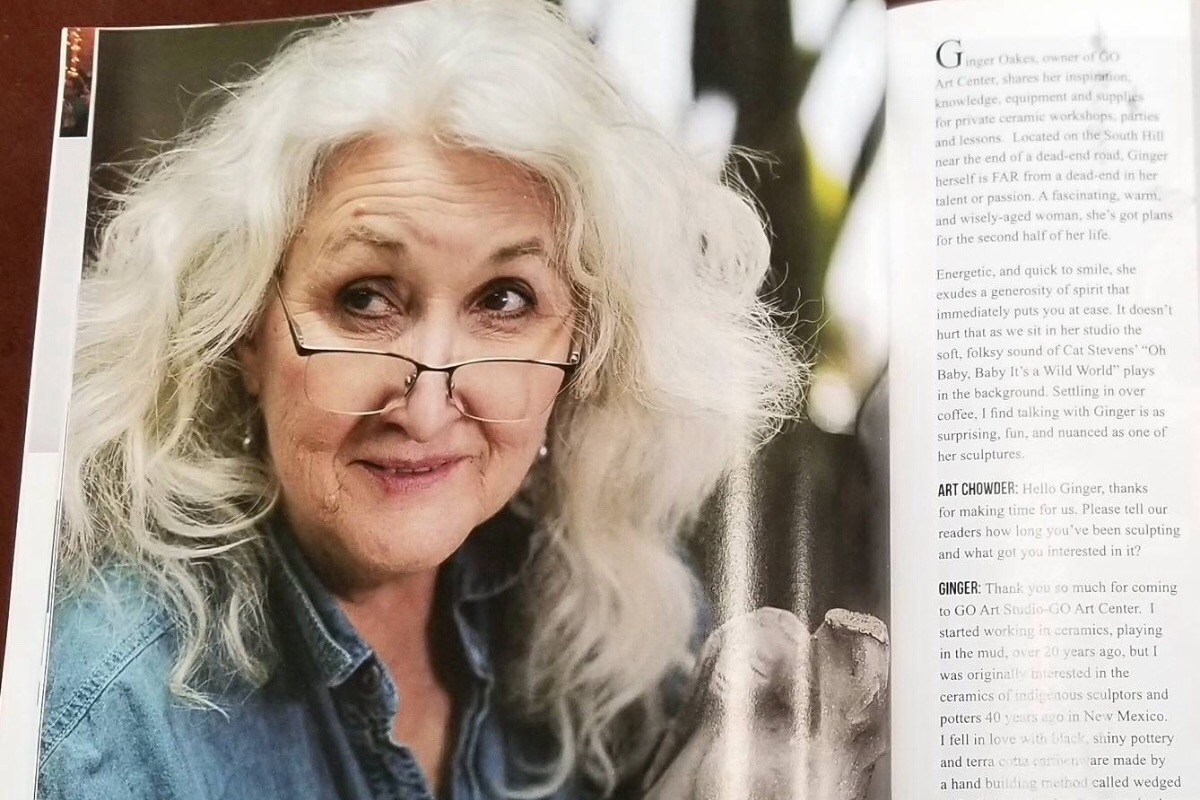 Ginger Oakes, owner of GO
Art Center, shares her inspiration,
knowledge, equipment and supplies
for private ceramic workshops, parties
and lessons. Located on the South Hill
near the end of a dead-end road, Ginger
herself is FAR from a dead-end in her
talent or passion. A fascinating, warm,
and wisely-aged woman, she's got plans
for the second half of her life.
Energetic, and quick to smile, she
exudes a generosity of spirit that
immediately puts you at ease. It doesn't
hurt that as we sit in her studio the
soft, folksy sound of Cat Stevens' "Oh
Baby, Baby It's a Wild World" plays
in the background. Settling in over
coffee, I find talking with Ginger is as
surprising, fun, and nuanced as one of
her sculptures.
ART CHOWDER: Hello Ginger, thanks
for making time for us. Please tell our
readers how long you've been sculpting
and what got you interested in it?
GINGER: Thank you so much for coming
to GO Art Studio-GO Art Center. I
started working in ceramics, playing
in the mud, over 20 years ago, but I
was originally interested in the
ceramics of indigenous sculptors and
potters 40 years ago in New Mexico.
I fell in love with black, shiny pottery
and terra cotta earthen are made by
a hand building method called wedged